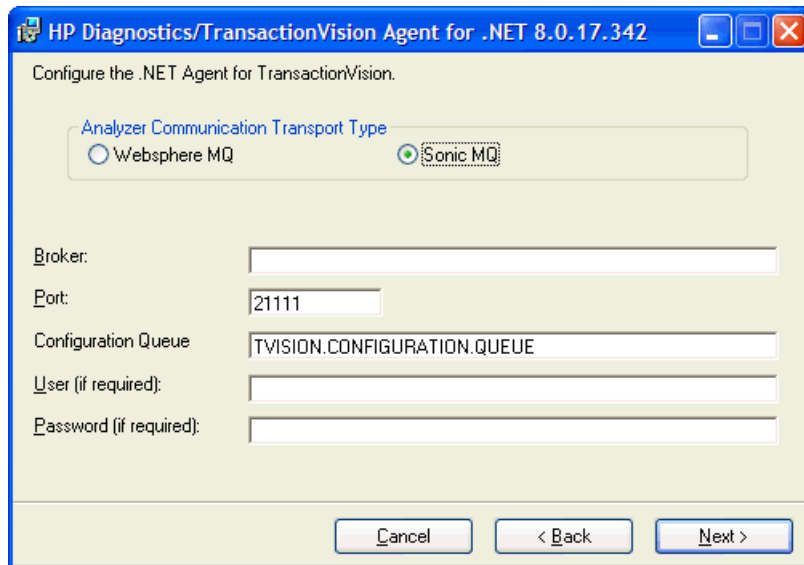 HP Diagnostics/TransactionVision Agent for .NET 8.0.17.342
Configure the .NET Agent for TransactionVision.
Analyzer Communication Transport Type
Websphere MQ
Sonic MQ
Broker:
Port:
21111
Configuration Queue
TVISION.CONFIGURATION.QUEUE
User (if required):
Password (if required):
Cancel
< Back
Next >